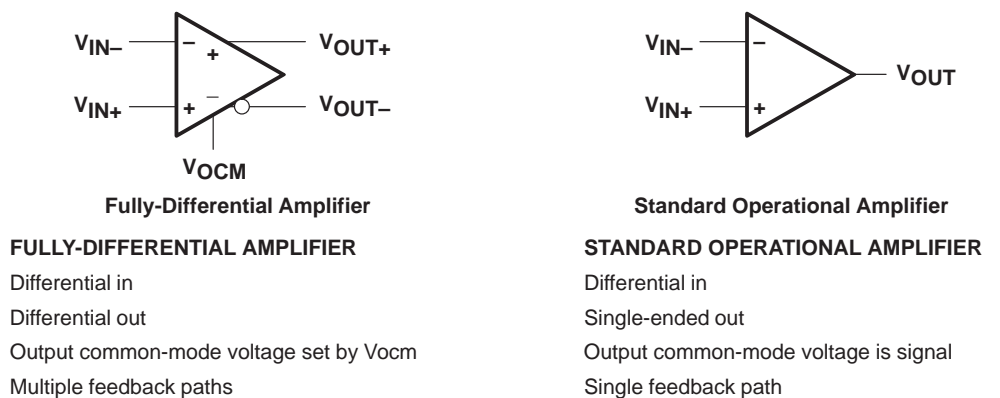 VIN–
–
+
VOUT+
VIN+
+
–
VOUT–
VOCM
Fully-Differential Amplifier
VIN–
–
VOUT
VIN+
+
Standard Operational Amplifier
FULLY-DIFFERENTIAL AMPLIFIER
Differential in
Differential out
Output common-mode voltage set by Vocm
Multiple feedback paths
STANDARD OPERATIONAL AMPLIFIER
Differential in
Single-ended out
Output common-mode voltage is signal
Single feedback path